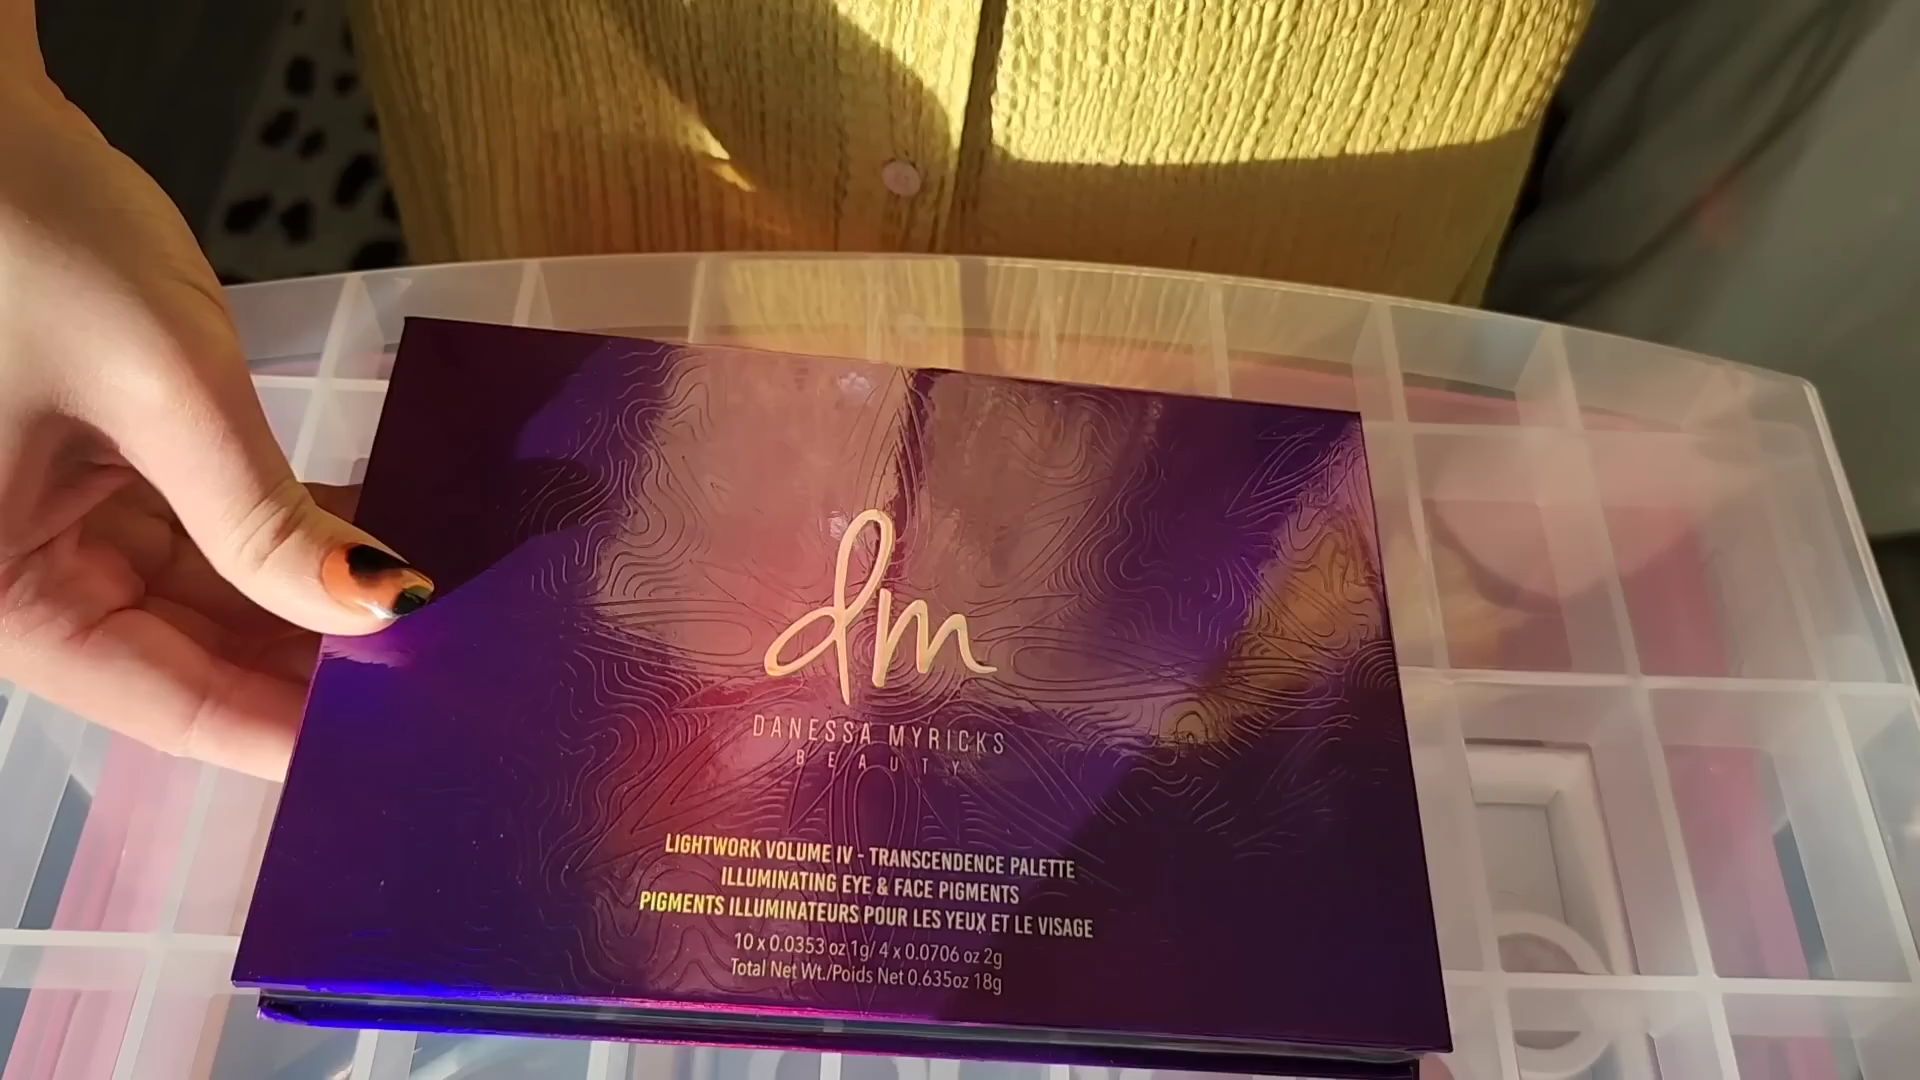 dm
DANESSA MYRICKS
BEAUTY
LIGHTWORK VOLUME IV - TRANSCENDENCE PALETTE
ILLUMINATING EYE & FACE PIGMENTS
PIGMENTS ILLUMINATEURS POUR LES YEUX ET LE VISAGE
10 x 0.0353 oz 1g/ 4 x 0.0706 oz 2g
Total Net Wt./Poids Net 0.635oz 18g